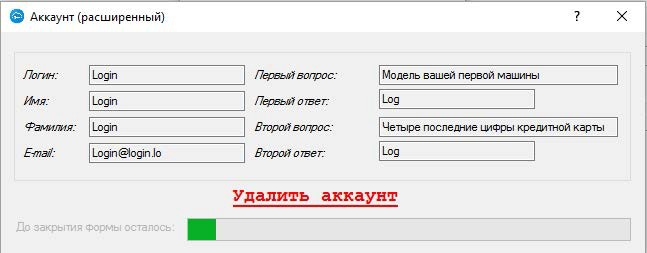 Аккаунт (расширенный)
Логин: Login Первый вопрос: Модель вашей первой машины
Имя: Login Первый ответ: Log
Фамилия: Login Второй вопрос: Четыре последние цифры кредитной карты
E-mail: Login@login.lo Второй ответ: Log
Удалить аккаунт
До закрытия формы осталось: